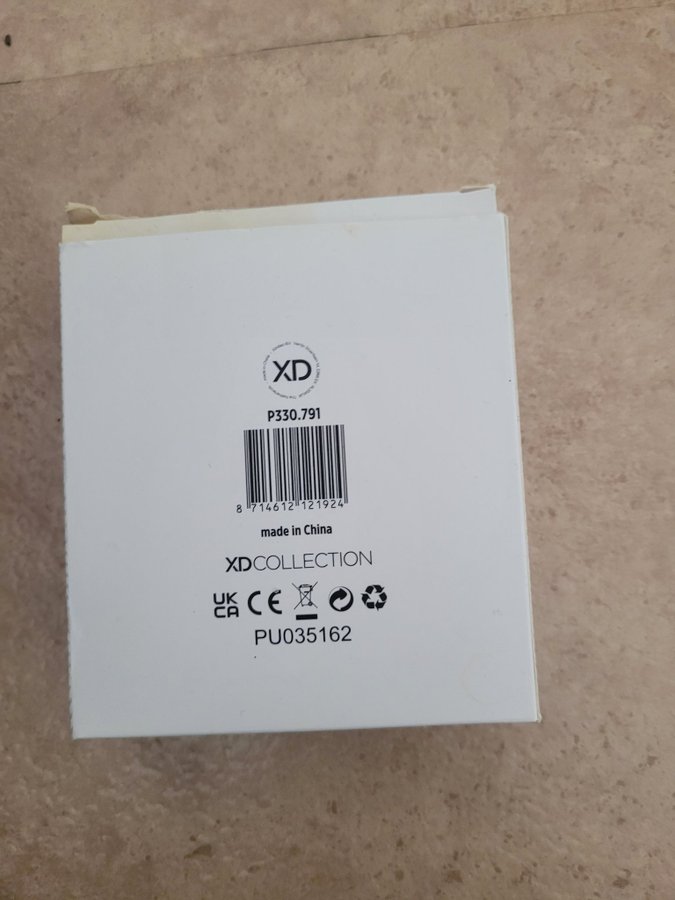 XD
P330.791
8 714612 121924
made in China
XDCOLLECTION
UK
CA CE
PU035162